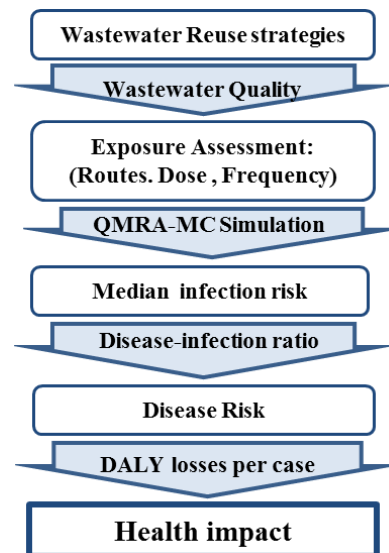 Wastewater Reuse strategies
Wastewater Quality
Exposure Assessment:
(Routes. Dose , Frequency)
QMRA-MC Simulation
Median infection risk
Disease-infection ratio
Disease Risk
DALY losses per case
Health impact